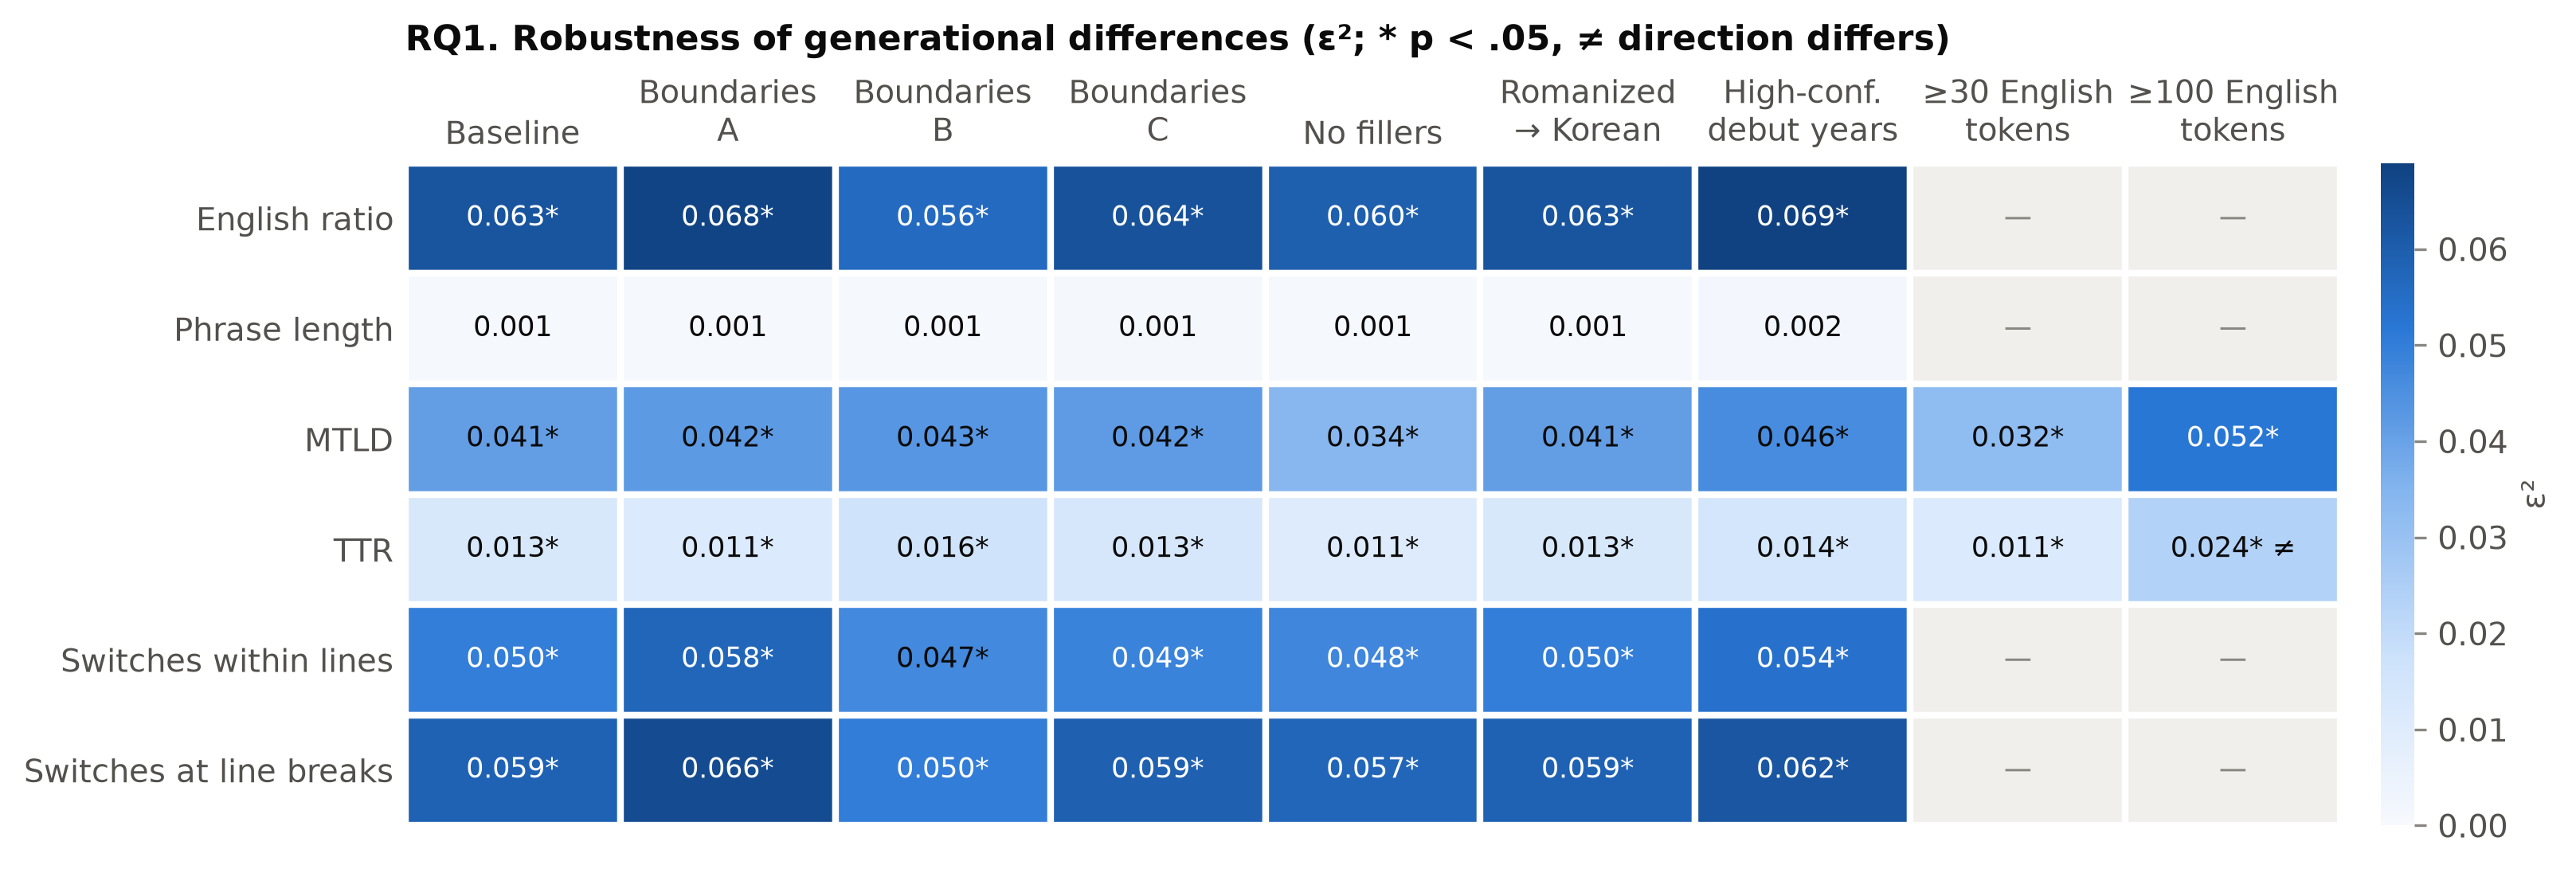 RQ1. Robustness of generational differences (ε²; * p < .05, ≠ direction differs)
Baseline
Boundaries
A
Boundaries
B
Boundaries
C
No fillers
Romanized
→ Korean
High-conf.
debut years
≥30 English
tokens
≥100 English
tokens
English ratio 0.063* 0.068* 0.056* 0.064* 0.060* 0.063* 0.069* — —
Phrase length 0.001 0.001 0.001 0.001 0.001 0.001 0.002 — —
MTLD 0.041* 0.042* 0.043* 0.042* 0.034* 0.041* 0.046* 0.032* 0.052*
TTR 0.013* 0.011* 0.016* 0.013* 0.011* 0.013* 0.014* 0.011* 0.024* ≠
Switches within lines 0.050* 0.058* 0.047* 0.049* 0.048* 0.050* 0.054* — —
Switches at line breaks 0.059* 0.066* 0.050* 0.059* 0.057* 0.059* 0.062* — —
0.06
0.05
0.04
0.03
0.02
0.01
0.00
ε²